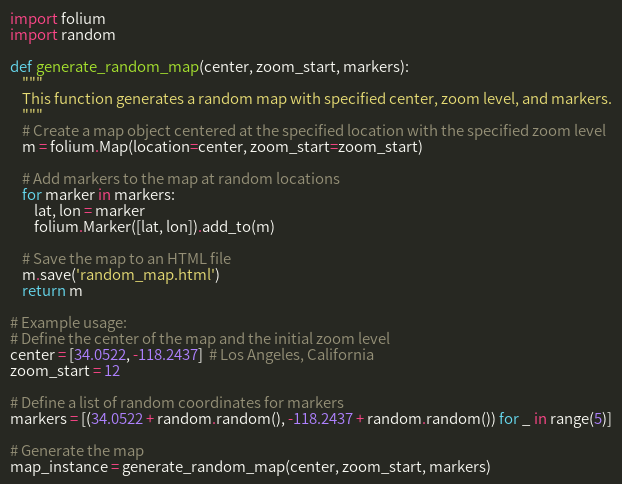 import folium
import random
def generate_random_map(center, zoom_start, markers):
"""
This function generates a random map with specified center, zoom level, and markers.
"""
# Create a map object centered at the specified location with the specified zoom level
m = folium.Map(location=center, zoom_start=zoom_start)
# Add markers to the map at random locations
for marker in markers:
lat, lon = marker
folium.Marker([lat, lon]).add_to(m)
# Save the map to an HTML file
m.save('random_map.html')
return m
# Example usage:
# Define the center of the map and the initial zoom level
center = [34.0522, -118.2437]  # Los Angeles, California
zoom_start = 12
# Define a list of random coordinates for markers
markers = [(34.0522 + random.random(), -118.2437 + random.random()) for _ in range(5)]
# Generate the map
map_instance = generate_random_map(center, zoom_start, markers)